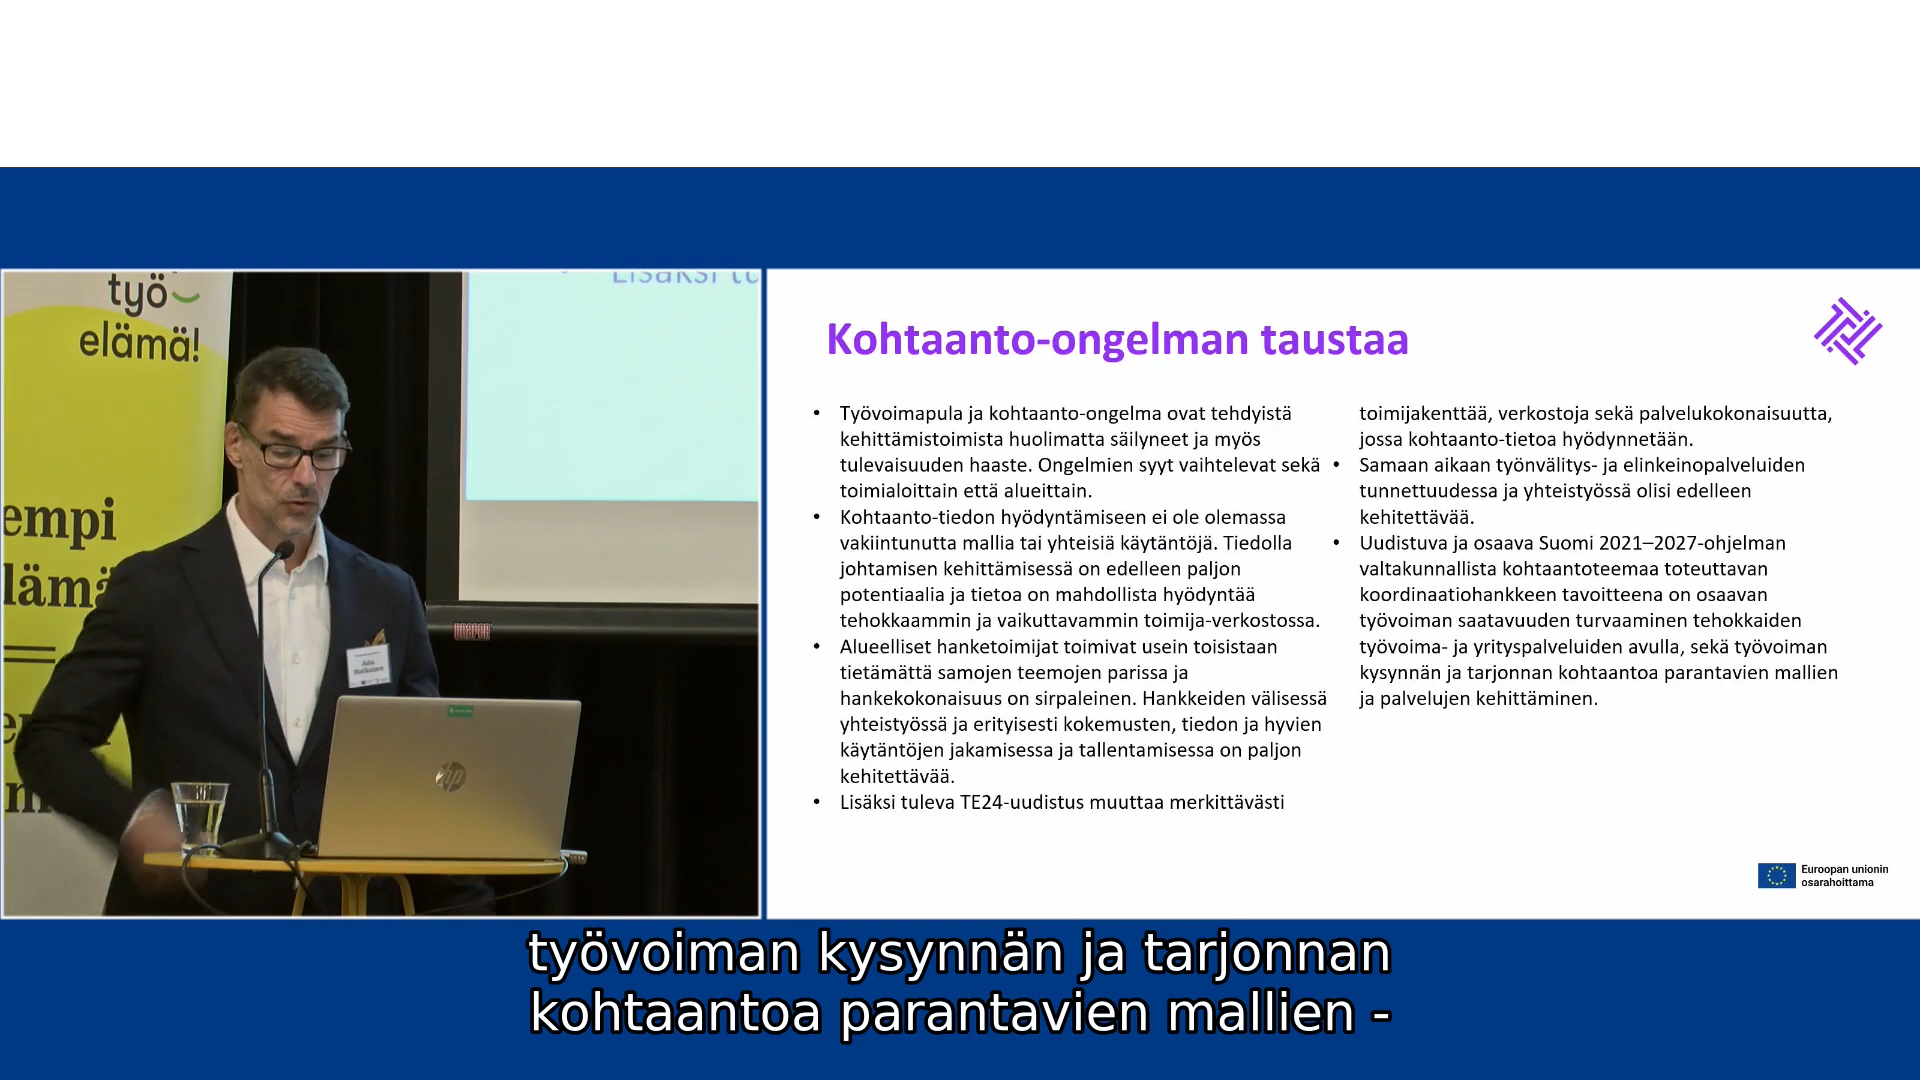 työ
elämä!
empi
lämä
Lisäksi tu
hp
Kohtaanto-ongelman taustaa
• Työvoimapula ja kohtaanto-ongelma ovat tehdyistä
kehittämistoimista huolimatta säilyneet ja myös
tulevaisuuden haaste. Ongelmien syyt vaihtelevat sekä
toimialoittain että alueittain.
• Kohtaanto-tiedon hyödyntämiseen ei ole olemassa
vakiintunutta mallia tai yhteisiä käytäntöjä. Tiedolla
johtamisen kehittämisessä on edelleen paljon
potentiaalia ja tietoa on mahdollista hyödyntää
tehokkaammin ja vaikuttavammin toimija-verkostossa.
• Alueelliset hanketoimijat toimivat usein toisistaan
tietämättä samojen teemojen parissa ja
hankekokonaisuus on sirpaleinen. Hankkeiden välisessä
yhteistyössä ja erityisesti kokemusten, tiedon ja hyvien
käytäntöjen jakamisessa ja tallentamisessa on paljon
kehitettävää.
• Lisäksi tuleva TE24-uudistus muuttaa merkittävästi
toimijakenttää, verkostoja sekä palvelukokonaisuutta,
jossa kohtaanto-tietoa hyödynnetään.
• Samaan aikaan työnvälitys- ja elinkeinopalveluiden
tunnettuudessa ja yhteistyössä olisi edelleen
kehitettävää.
• Uudistuva ja osaava Suomi 2021–2027-ohjelman
valtakunnallista kohtaantoteemaa toteuttavan
koordinaatiohankkeen tavoitteena on osaavan
työvoiman saatavuuden turvaaminen tehokkaiden
työvoima- ja yrityspalveluiden avulla, sekä työvoiman
kysynnän ja tarjonnan kohtaantoa parantavien mallien
ja palvelujen kehittäminen.
Euroopan unionin
osarahoittama
työvoiman kysynnän ja tarjonnan
kohtaantoa parantavien mallien -